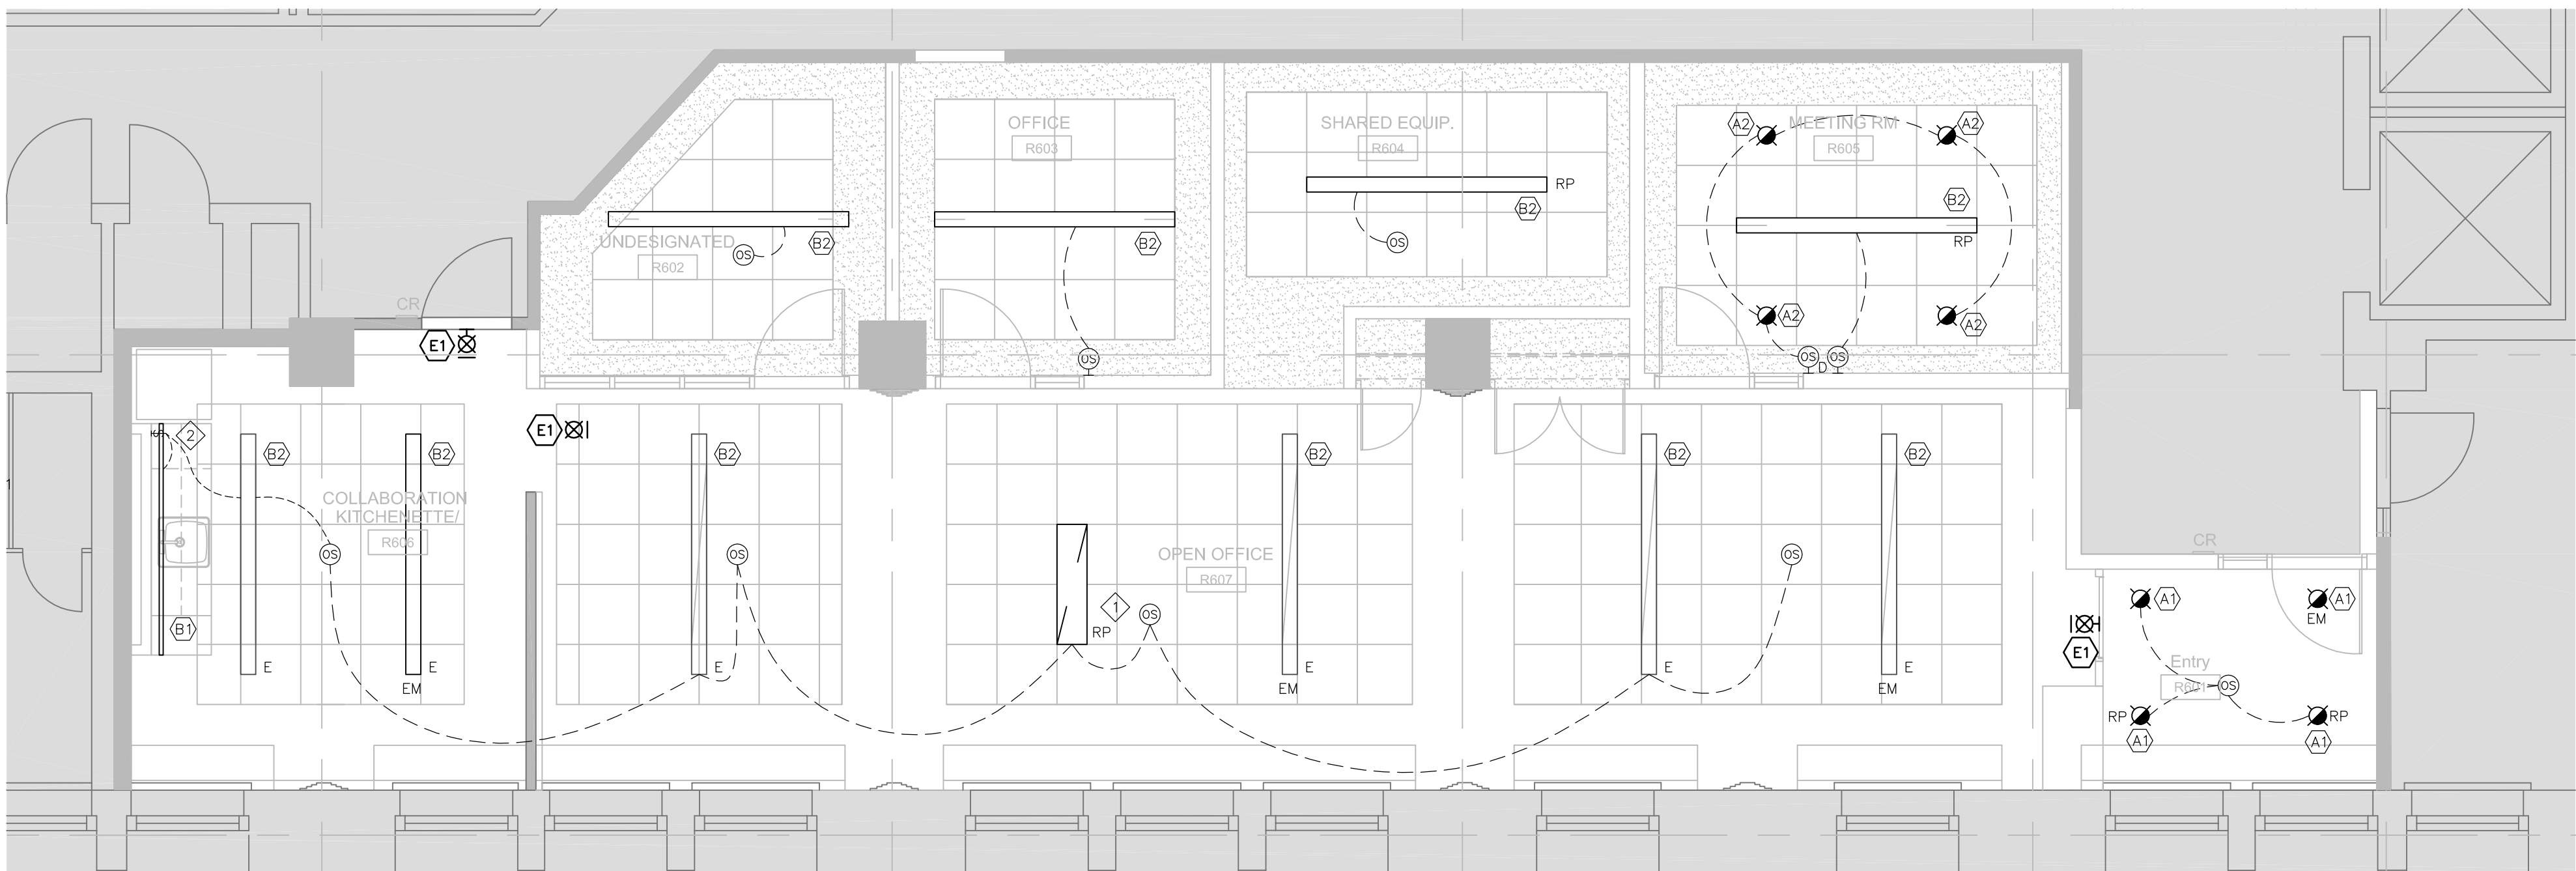 OFFICE
R603
SHARED EQUIP.
R604
RP
B2
A2
MEETING RM
R605
A2
B2
RP
A2
A2
OS
OS
D
UNDESIGNATED
R602
OS
B2
B2
OS
OS
CR
E1
E1
2
B2
B2
COLLABORATION
KITCHENETTE/
R606
OS
B1
E
E
EM
B2
OS
E
OPEN OFFICE
R607
1
RP
OS
B2
E
EM
B2
E
OS
B2
E
EM
CR
A1
A1
EM
E1
Entry
R601
OS
RP
A1
RP
A1